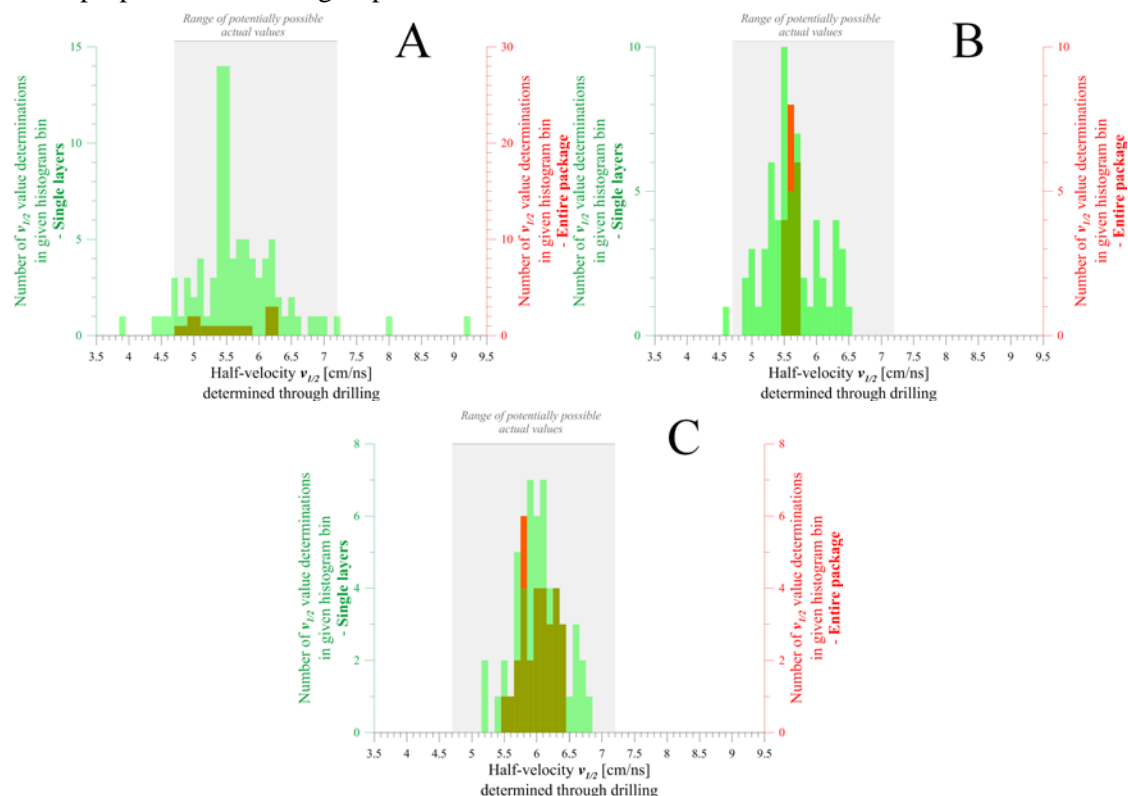 Range of potentially possible
actual values
A
Number of v1/2 value determinations
in given histogram bin
- Single layers
15
10
5
0
30
20
10
0
Number of v1/2 value determinations
in given histogram bin
- Entire package
3.5 4 4.5 5 5.5 6 6.5 7 7.5 8 8.5 9 9.5
Half-velocity v1/2 [cm/ns]
determined through drilling
Range of potentially possible
actual values
B
Number of v1/2 value determinations
in given histogram bin
- Single layers
10
5
0
10
5
0
Number of v1/2 value determinations
in given histogram bin
- Entire package
3.5 4 4.5 5 5.5 6 6.5 7 7.5 8 8.5 9 9.5
Half-velocity v1/2 [cm/ns]
determined through drilling
Range of potentially possible
actual values
C
Number of v1/2 value determinations
in given histogram bin
- Single layers
8
6
4
2
0
8
6
4
2
0
Number of v1/2 value determinations
in given histogram bin
- Entire package
3.5 4 4.5 5 5.5 6 6.5 7 7.5 8 8.5 9 9.5
Half-velocity v1/2 [cm/ns]
determined through drilling